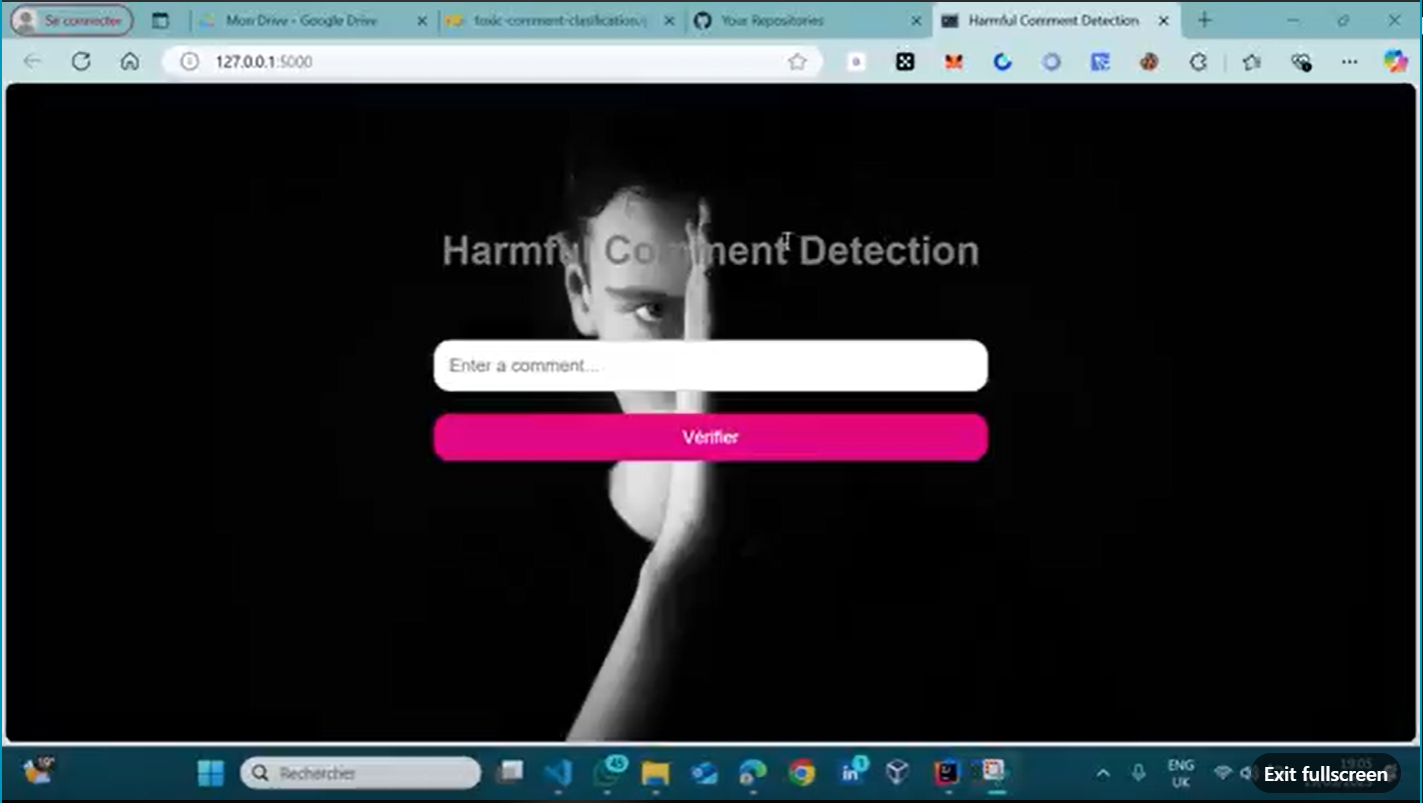 Se connecter
Mon Drive - Google Drive
toxic-comment-clasification.i
Your Repositories
Harmful Comment Detection
127.0.0.1:5000
Harmful Comment Detection
Enter a comment...
Vérifier
Rechercher
45
1
ENG
UK
19:05
Exit fullscreen